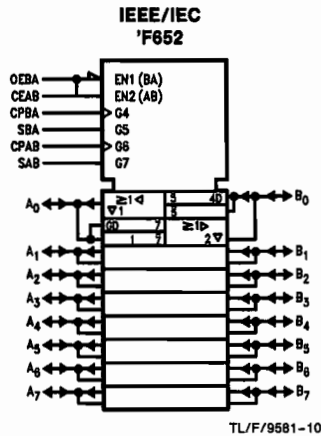 IEEE/IEC
'F652
OEBA EN1 (BA)
CEAB EN2 (AB)
CPBA G4
SBA G5
CPAB G6
SAB G7
A0 ≥1 ◁ 5 4D B0
▽1 5
GD 7 ≥1 ▷
1 7 2▽
A1 B1
A2 B2
A3 B3
A4 B4
A5 B5
A6 B6
A7 B7
TL/F/9581-10